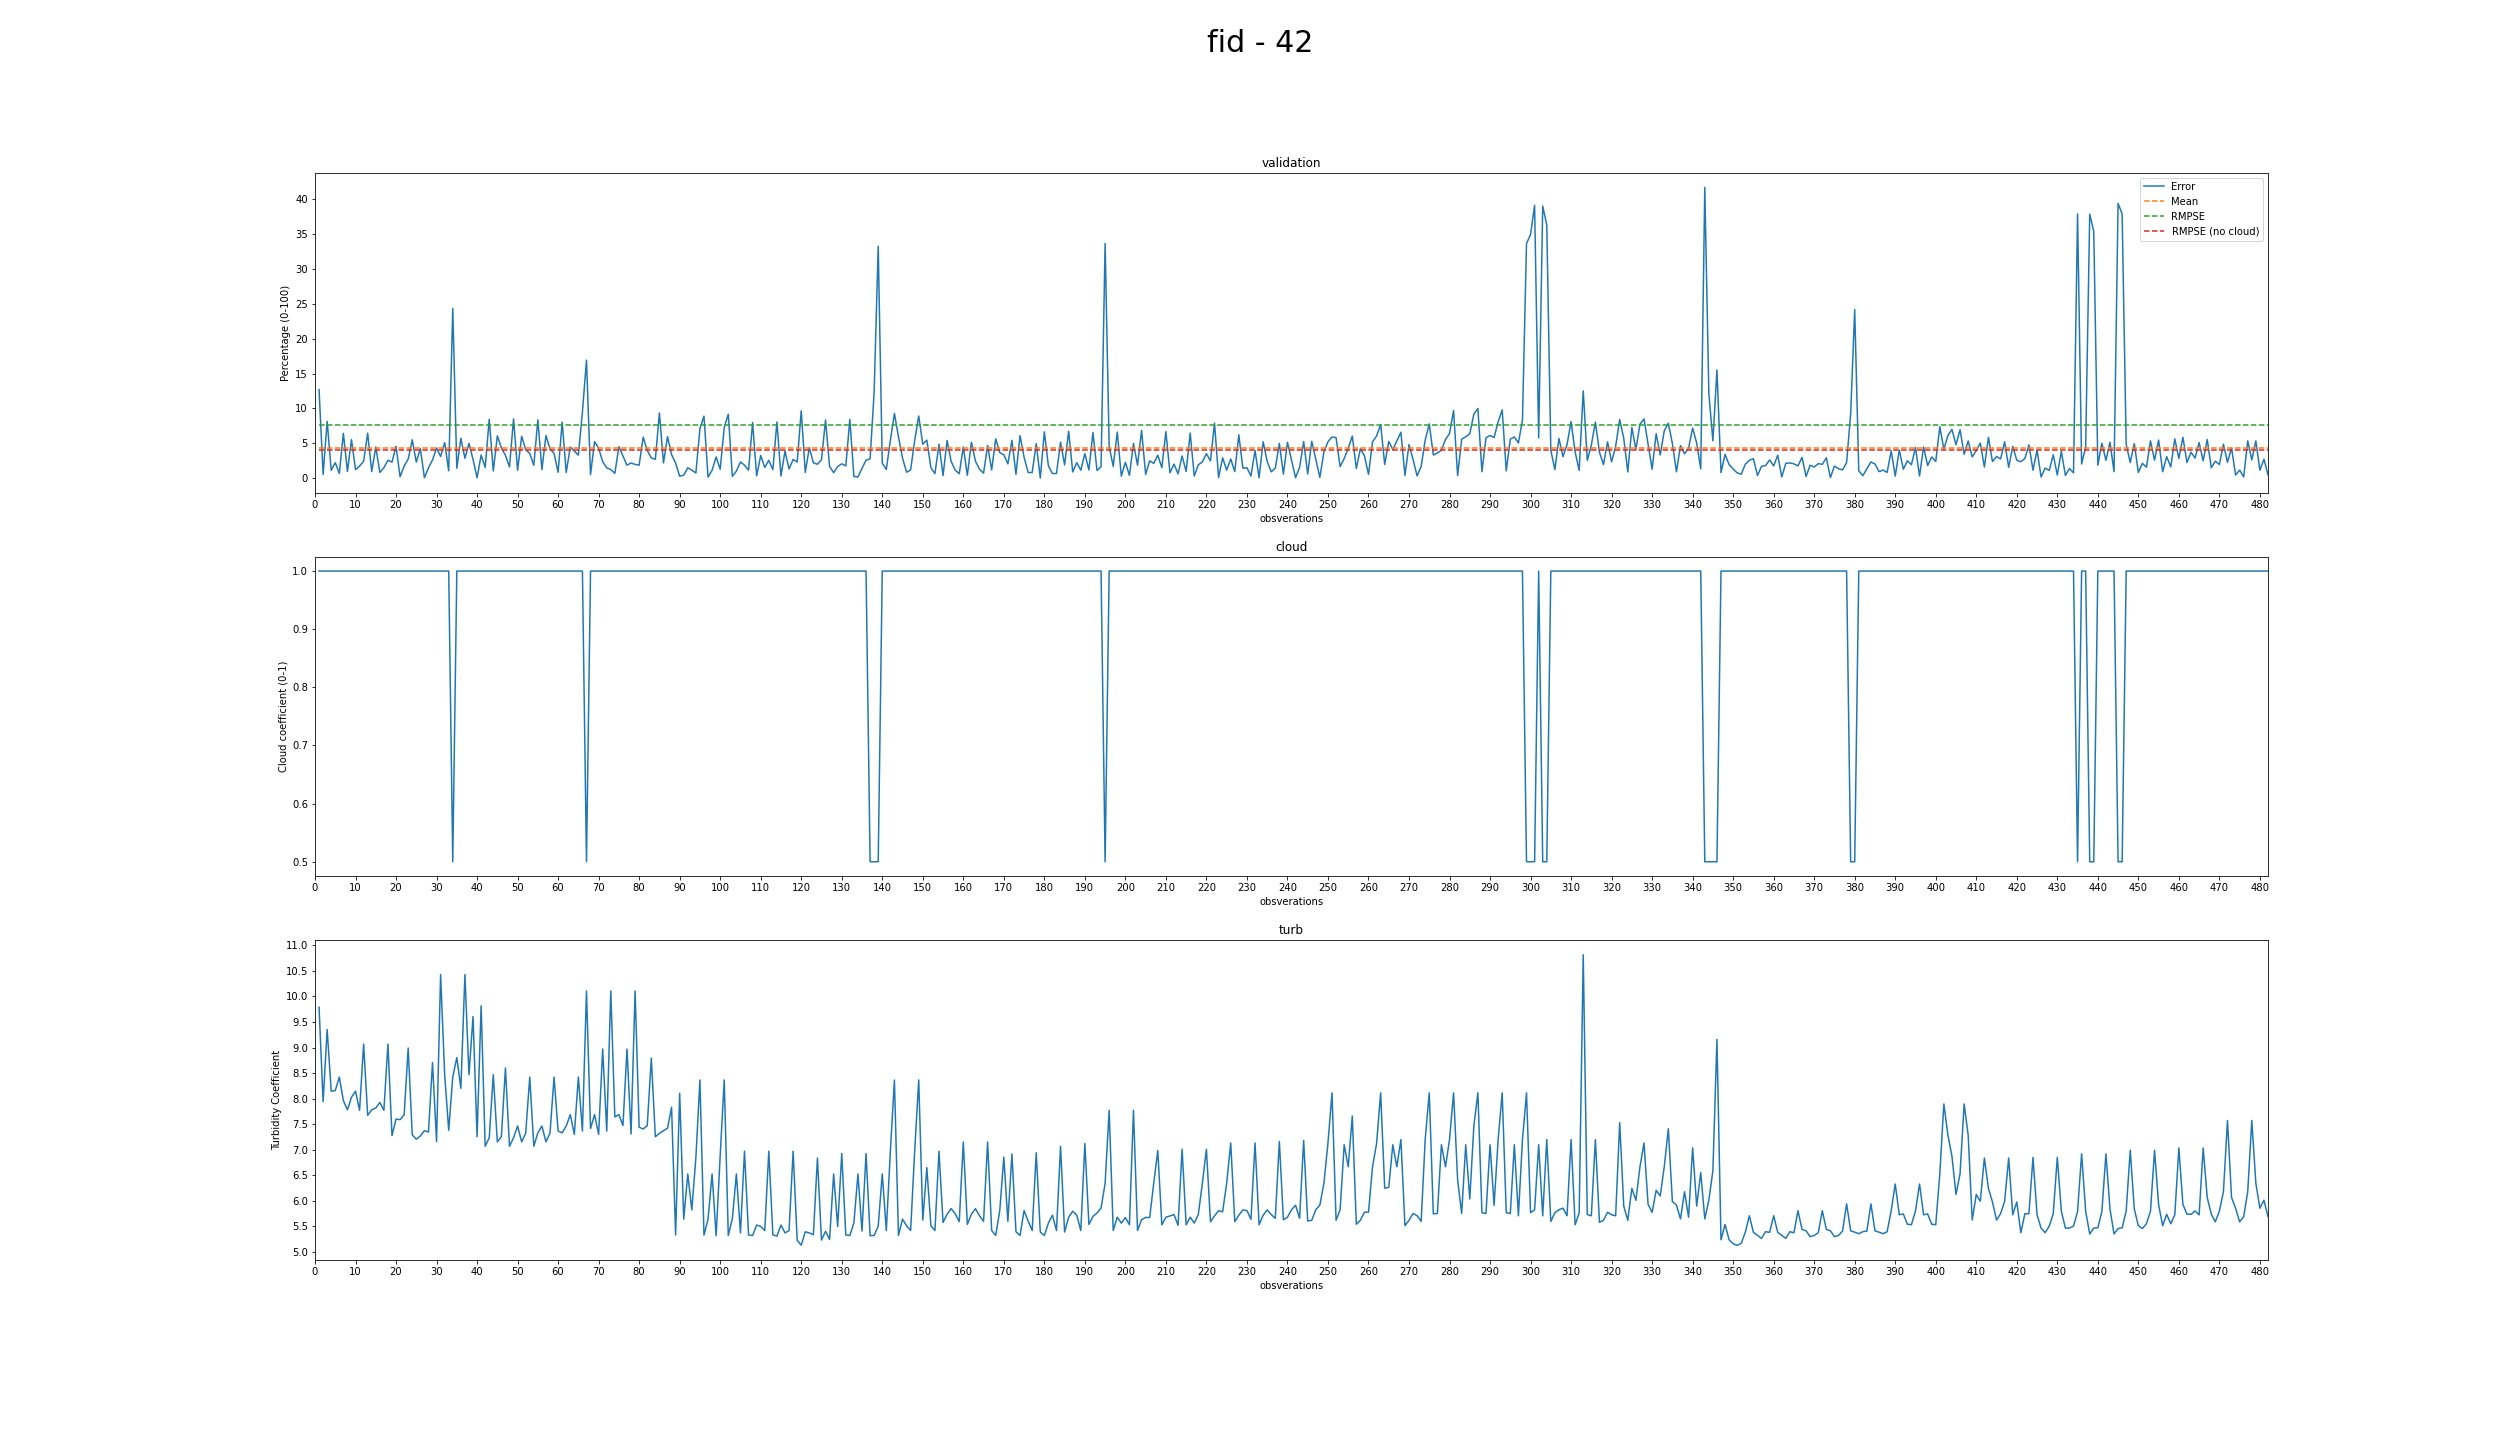 fid - 42
validation
Error
Mean
RMPSE
RMPSE (no cloud)
Percentage (0-100)
40
35
30
25
20
15
10
5
0
0 10 20 30 40 50 60 70 80 90 100 110 120 130 140 150 160 170 180 190 200 210 220 230 240 250 260 270 280 290 300 310 320 330 340 350 360 370 380 390 400 410 420 430 440 450 460 470 480
obsverations
cloud
Cloud coefficient (0-1)
1.0
0.9
0.8
0.7
0.6
0.5
0 10 20 30 40 50 60 70 80 90 100 110 120 130 140 150 160 170 180 190 200 210 220 230 240 250 260 270 280 290 300 310 320 330 340 350 360 370 380 390 400 410 420 430 440 450 460 470 480
obsverations
turb
Turbidity Coefficient
11.0
10.5
10.0
9.5
9.0
8.5
8.0
7.5
7.0
6.5
6.0
5.5
5.0
0 10 20 30 40 50 60 70 80 90 100 110 120 130 140 150 160 170 180 190 200 210 220 230 240 250 260 270 280 290 300 310 320 330 340 350 360 370 380 390 400 410 420 430 440 450 460 470 480
obsverations